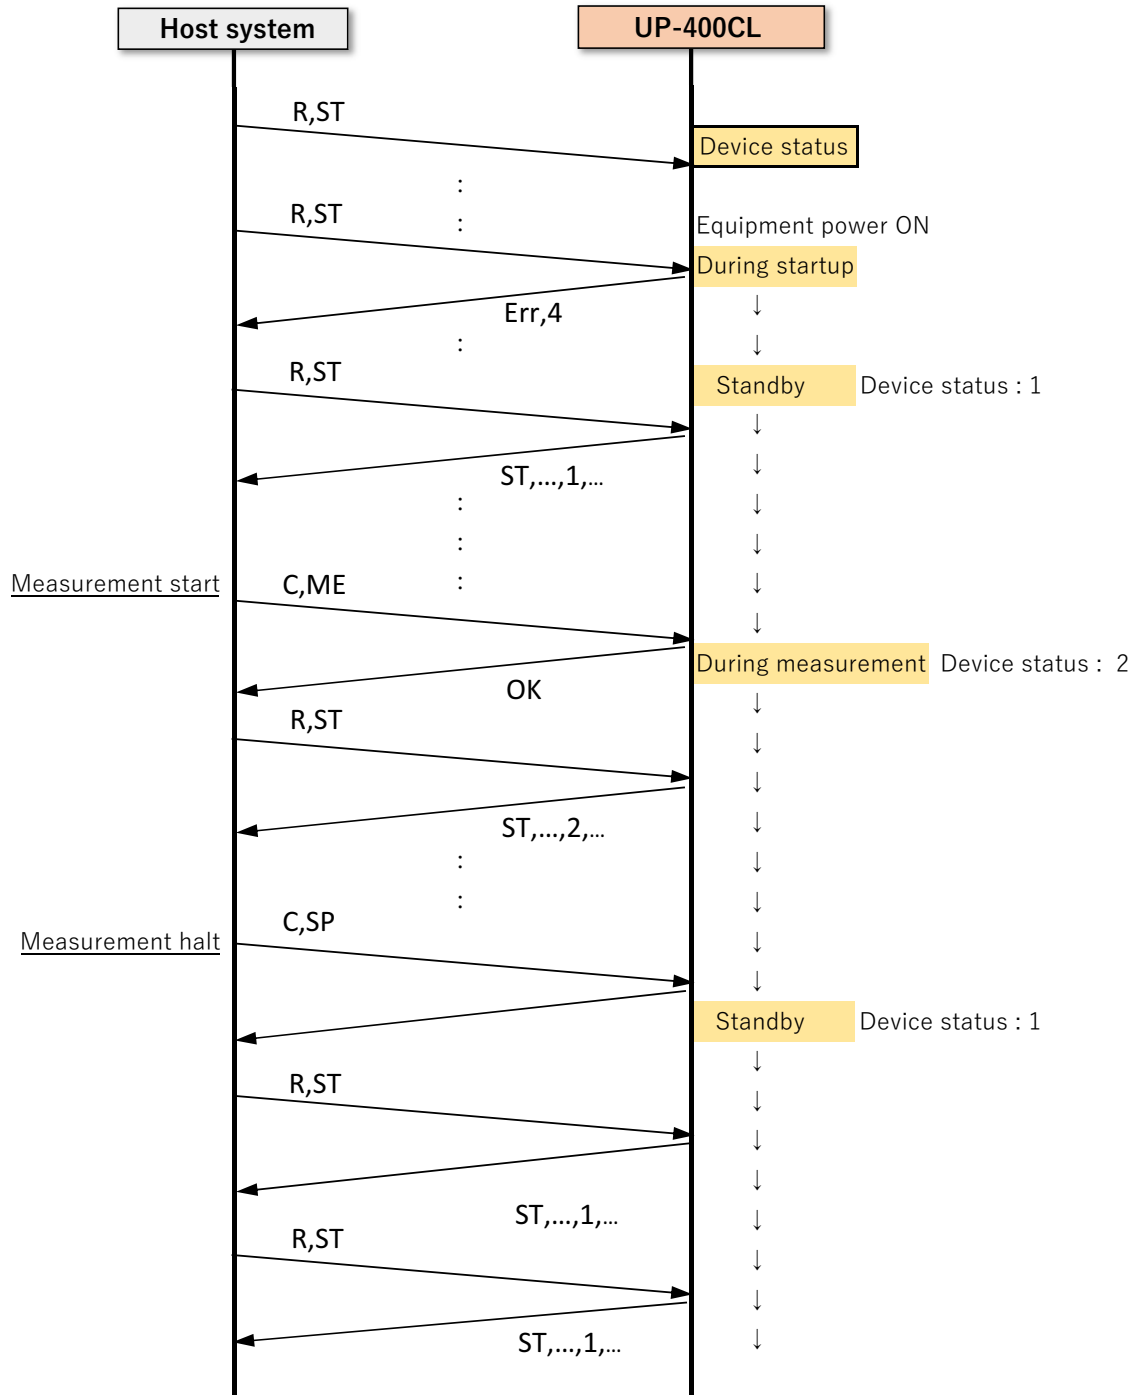 Host system
UP-400CL
R,ST
Device status
:
R,ST
:
Equipment power ON
During startup
Err,4
↓
:
↓
R,ST
Standby
Device status : 1
↓
ST,...,1,...
↓
:
↓
:
↓
Measurement start
C,ME
:
↓
↓
During measurement
Device status : 2
OK
↓
R,ST
↓
↓
ST,...,2,...
↓
:
↓
:
↓
C,SP
Measurement halt
↓
↓
Standby
Device status : 1
↓
R,ST
↓
↓
↓
ST,...,1,...
↓
R,ST
↓
↓
ST,...,1,...
↓